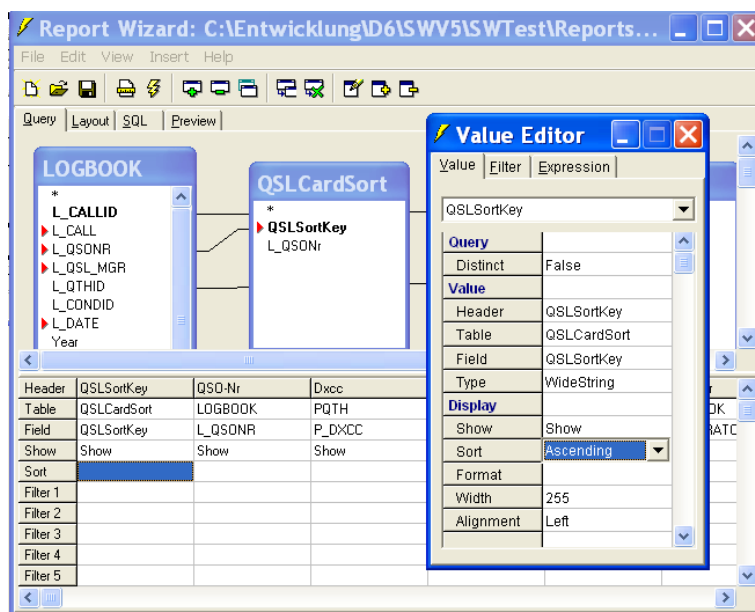 Report Wizard: C:\Entwicklung\D6\SWV5\SWTest\Reports...
File Edit View Insert Help
Query Layout SQL Preview
LOGBOOK
*
L_CALLID
L_CALL
L_QSONR
L_QSL_MGR
L_QTHID
L_CONDID
L_DATE
Year
QSLCardSort
*
QSLSortKey
L_QSONr
Value Editor
Value Filter Expression
QSLSortKey
Query
Distinct False
Value
Header QSLSortKey
Table QSLCardSort
Field QSLSortKey
Type WideString
Display
Show Show
Sort Ascending
Format
Width 255
Alignment Left
Header QSLSortKey QSO-Nr Dxcc
Table QSLCardSort LOGBOOK PQTH
Field QSLSortKey L_QSONR P_DXCC
Show Show Show Show
Sort
Filter 1
Filter 2
Filter 3
Filter 4
Filter 5